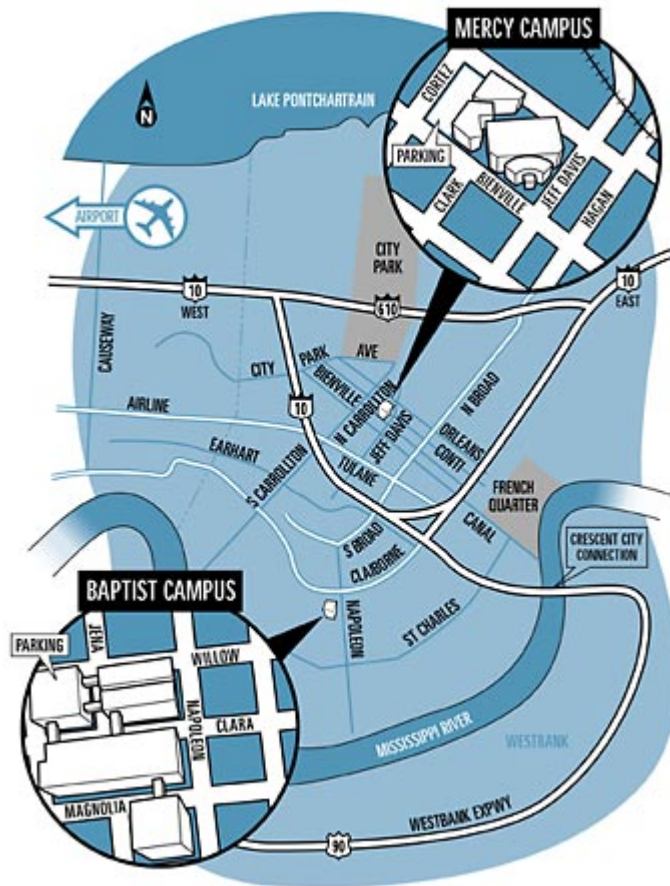 MERCY CAMPUS
CORTEZ
PARKING
CLARK
BIENVILLE
JEFF DAVIS
HAGAN
N
LAKE PONTCHARTRAIN
AIRPORT
CITY
PARK
10
WEST
610
10
EAST
CAUSEWAY
CITY PARK AVE
BIENVILLE
N CARROLLTON
JEFF DAVIS
N BROAD
10
AIRLINE
EARHART
S CARROLLTON
TULANE
ORLEANS
CONTI
FRENCH
QUARTER
CANAL
S BROAD
CLAIBORNE
CRESCENT CITY
CONNECTION
NAPOLEON
ST CHARLES
BAPTIST CAMPUS
PARKING
JENA
WILLOW
NAPOLEON
CLARA
MAGNOLIA
MISSISSIPPI RIVER
WESTBANK
WESTBANK EXPWY
90